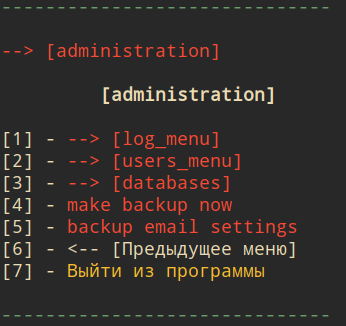 ------------------------------
--> [administration]
[administration]
[1] - --> [log_menu]
[2] - --> [users_menu]
[3] - --> [databases]
[4] - make backup now
[5] - backup email settings
[6] - <-- [Предыдущее меню]
[7] - Выйти из программы
------------------------------